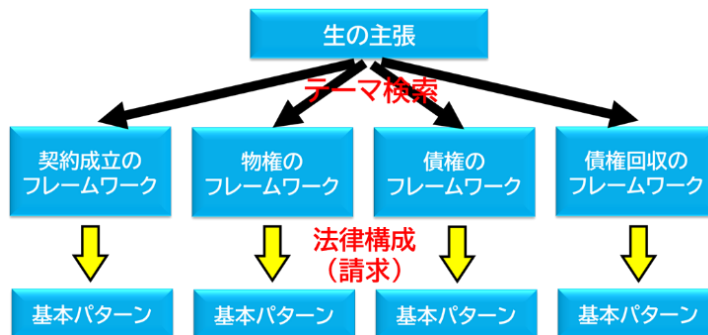 生の主張
テーマ検索
契約成立の
フレームワーク
物権の
フレームワーク
債権の
フレームワーク
債権回収の
フレームワーク
法律構成
（請求）
基本パターン
基本パターン
基本パターン
基本パターン